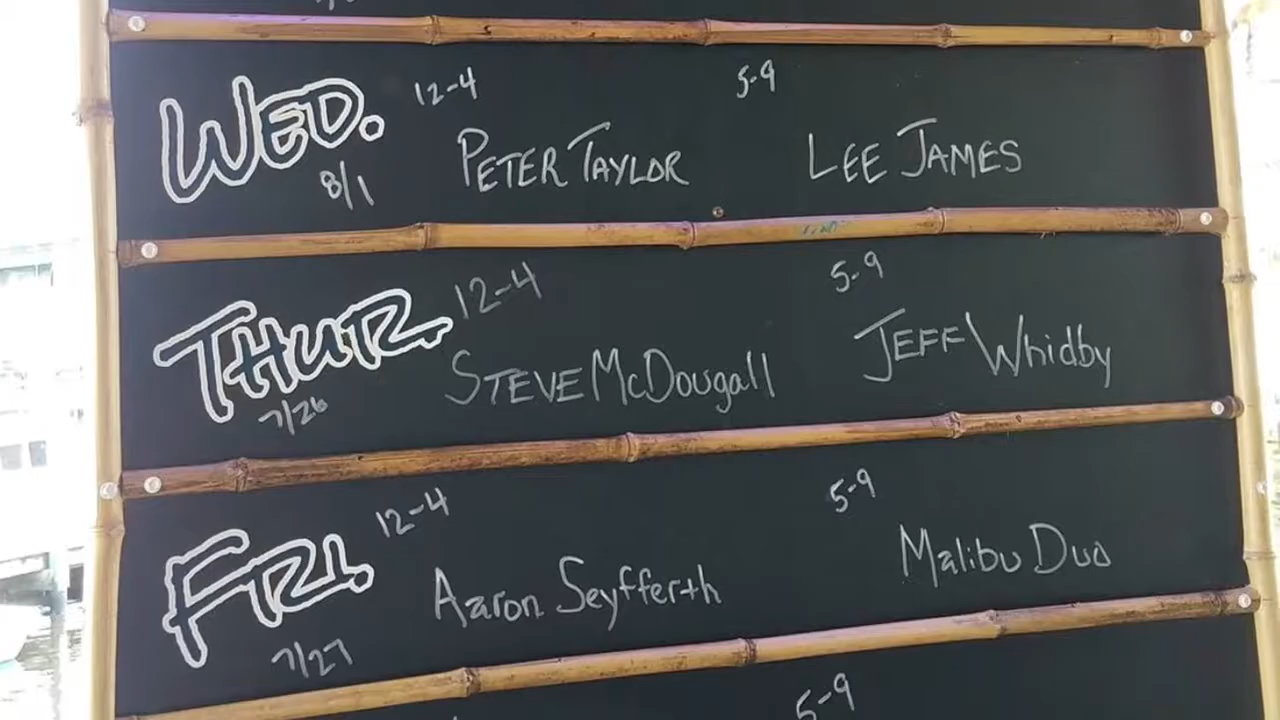 WED. 12-4 5-9
8/1 PETER TAYLOR LEE JAMES
THUR. 12-4 5-9
7/26 STEVE McDougall JEFF Whidby
FRI. 12-4 5-9
7/27 Aaron Seyfferth Malibu Duo
5-9